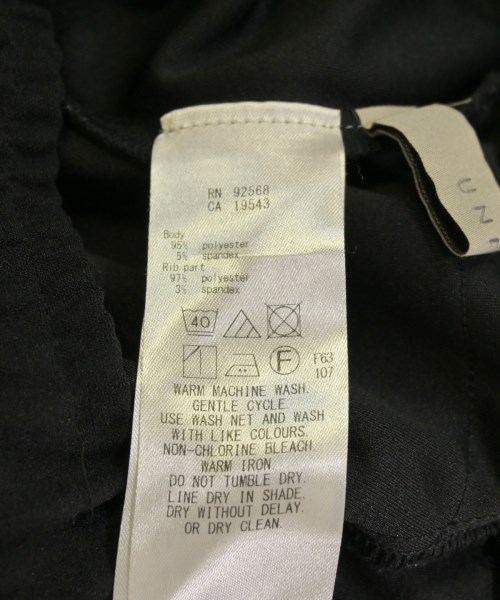 RN 92568
CA 19543
Body
95% polyester
5% spandex
Rib part
97% polyester
3% spandex
40
F F63
107
WARM MACHINE WASH.
GENTLE CYCLE
USE WASH NET AND WASH
WITH LIKE COLOURS.
NON-CHLORINE BLEACH.
WARM IRON
DO NOT TUMBLE DRY.
LINE DRY IN SHADE.
DRY WITHOUT DELAY.
OR DRY CLEAN.
UN